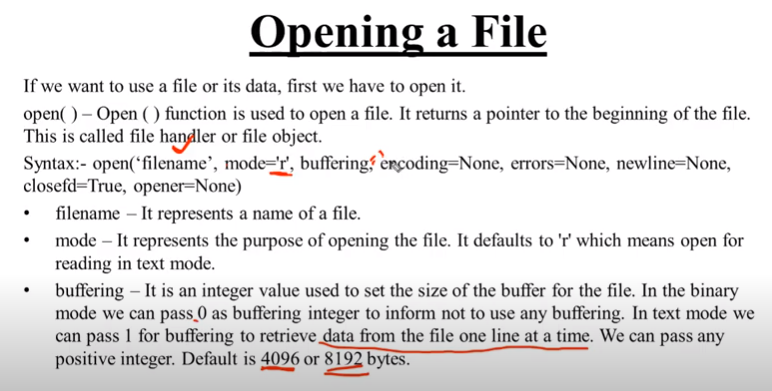 Opening a File
If we want to use a file or its data, first we have to open it.
open( ) – Open ( ) function is used to open a file. It returns a pointer to the beginning of the file.
This is called file handler or file object.
Syntax:- open(‘filename’, mode='r', buffering, encoding=None, errors=None, newline=None,
closefd=True, opener=None)
• filename – It represents a name of a file.
• mode – It represents the purpose of opening the file. It defaults to 'r' which means open for
reading in text mode.
• buffering – It is an integer value used to set the size of the buffer for the file. In the binary
mode we can pass 0 as buffering integer to inform not to use any buffering. In text mode we
can pass 1 for buffering to retrieve data from the file one line at a time. We can pass any
positive integer. Default is 4096 or 8192 bytes.